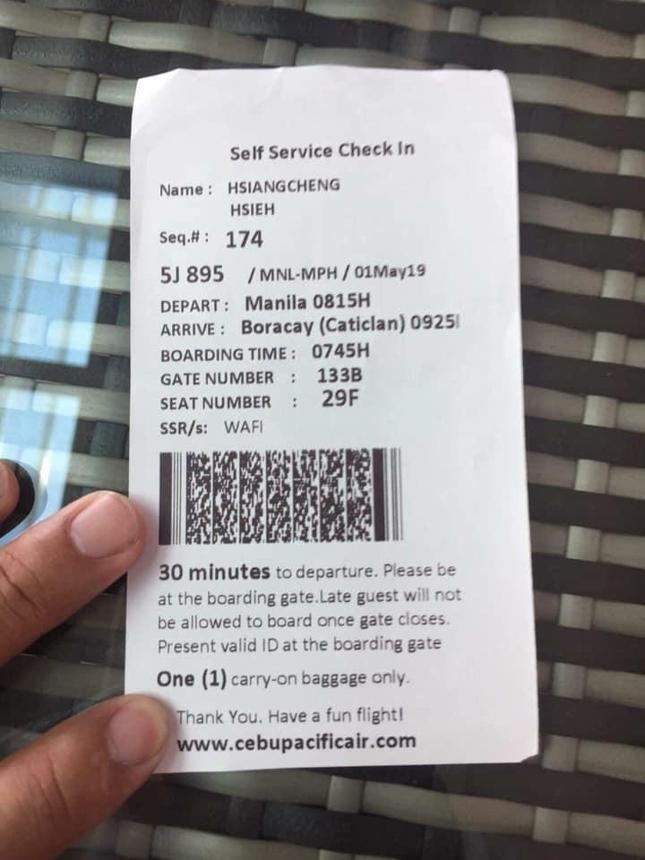 Self Service Check In
Name : HSIANGCHENG
HSIEH
Seq.# : 174
5J 895 / MNL-MPH / 01May19
DEPART : Manila 0815H
ARRIVE : Boracay (Caticlan) 0925
BOARDING TIME : 0745H
GATE NUMBER : 133B
SEAT NUMBER : 29F
SSR/s: WAFI
30 minutes to departure. Please be
at the boarding gate.Late guest will not
be allowed to board once gate closes.
Present valid ID at the boarding gate
One (1) carry-on baggage only.
Thank You. Have a fun flight!
www.cebupacificair.com